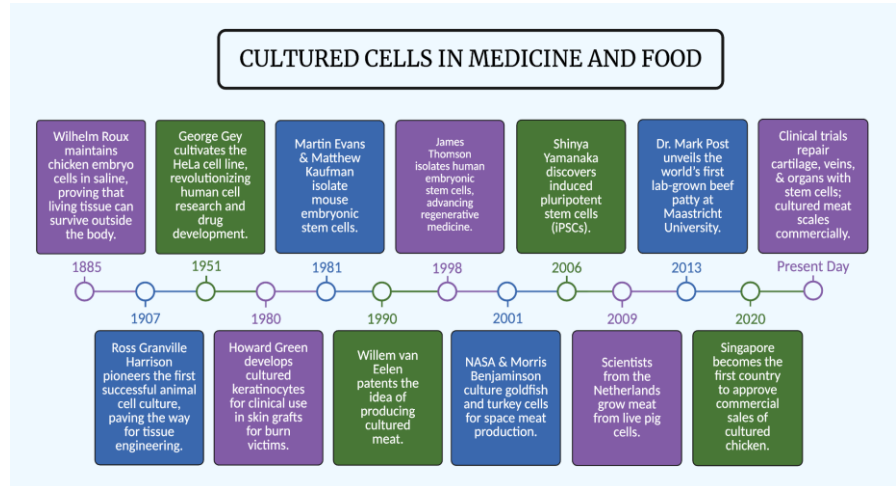 CULTURED CELLS IN MEDICINE AND FOOD
Wilhelm Roux
maintains
chicken embryo
cells in saline,
proving that
living tissue can
survive outside
the body.
1885
George Gey
cultivates the
HeLa cell line,
revolutionizing
human cell
research and
drug
development.
1951
Martin Evans
& Matthew
Kaufman
isolate
mouse
embryonic
stem cells.
1981
James
Thomson
isolates human
embryonic
stem cells,
advancing
regenerative
medicine.
1998
Shinya
Yamanaka
discovers
induced
pluripotent
stem cells
(iPSCs).
2006
Dr. Mark Post
unveils the
world's first
lab-grown beef
patty at
Maastricht
University.
2013
Clinical trials
repair
cartilage, veins,
& organs with
stem cells;
cultured meat
scales
commercially.
Present Day
1907
Ross Granville
Harrison
pioneers the first
successful animal
cell culture,
paving the way
for tissue
engineering.
1980
Howard Green
develops
cultured
keratinocytes
for clinical use
in skin grafts
for burn
victims.
1990
Willem van
Eelen
patents the
idea of
producing
cultured
meat.
2001
NASA & Morris
Benjaminson
culture goldfish
and turkey cells
for space meat
production.
2009
Scientists
from the
Netherlands
grow meat
from live pig
cells.
2020
Singapore
becomes the
first country
to approve
commercial
sales of
cultured
chicken.